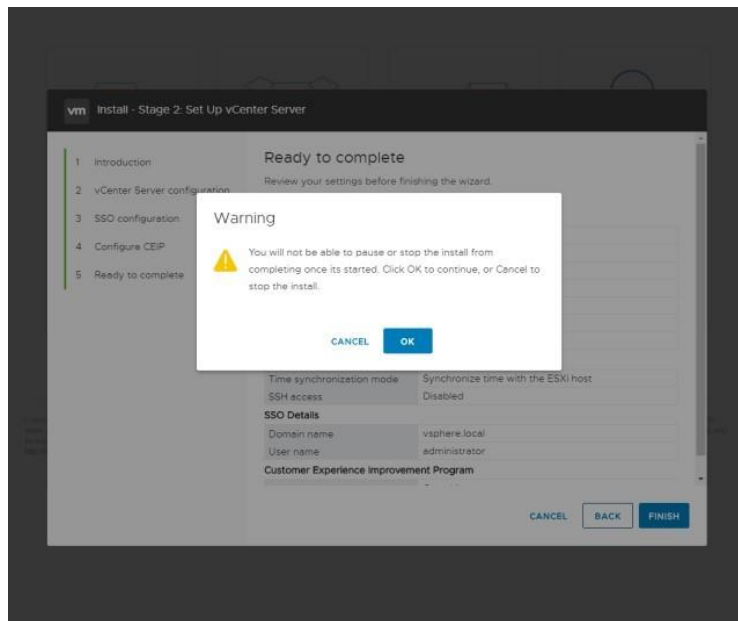 vm Install - Stage 2: Set Up vCenter Server
1 Introduction
2 vCenter Server configuration
3 SSO configuration
4 Configure CEIP
5 Ready to complete
Ready to complete
Review your settings before finishing the wizard.
Warning
You will not be able to pause or stop the install from
completing once its started. Click OK to continue, or Cancel to
stop the install.
CANCEL OK
Time synchronization mode Synchronize time with the ESXi host
SSH access Disabled
SSO Details
Domain name vsphere.local
User name administrator
Customer Experience Improvement Program
CANCEL BACK FINISH